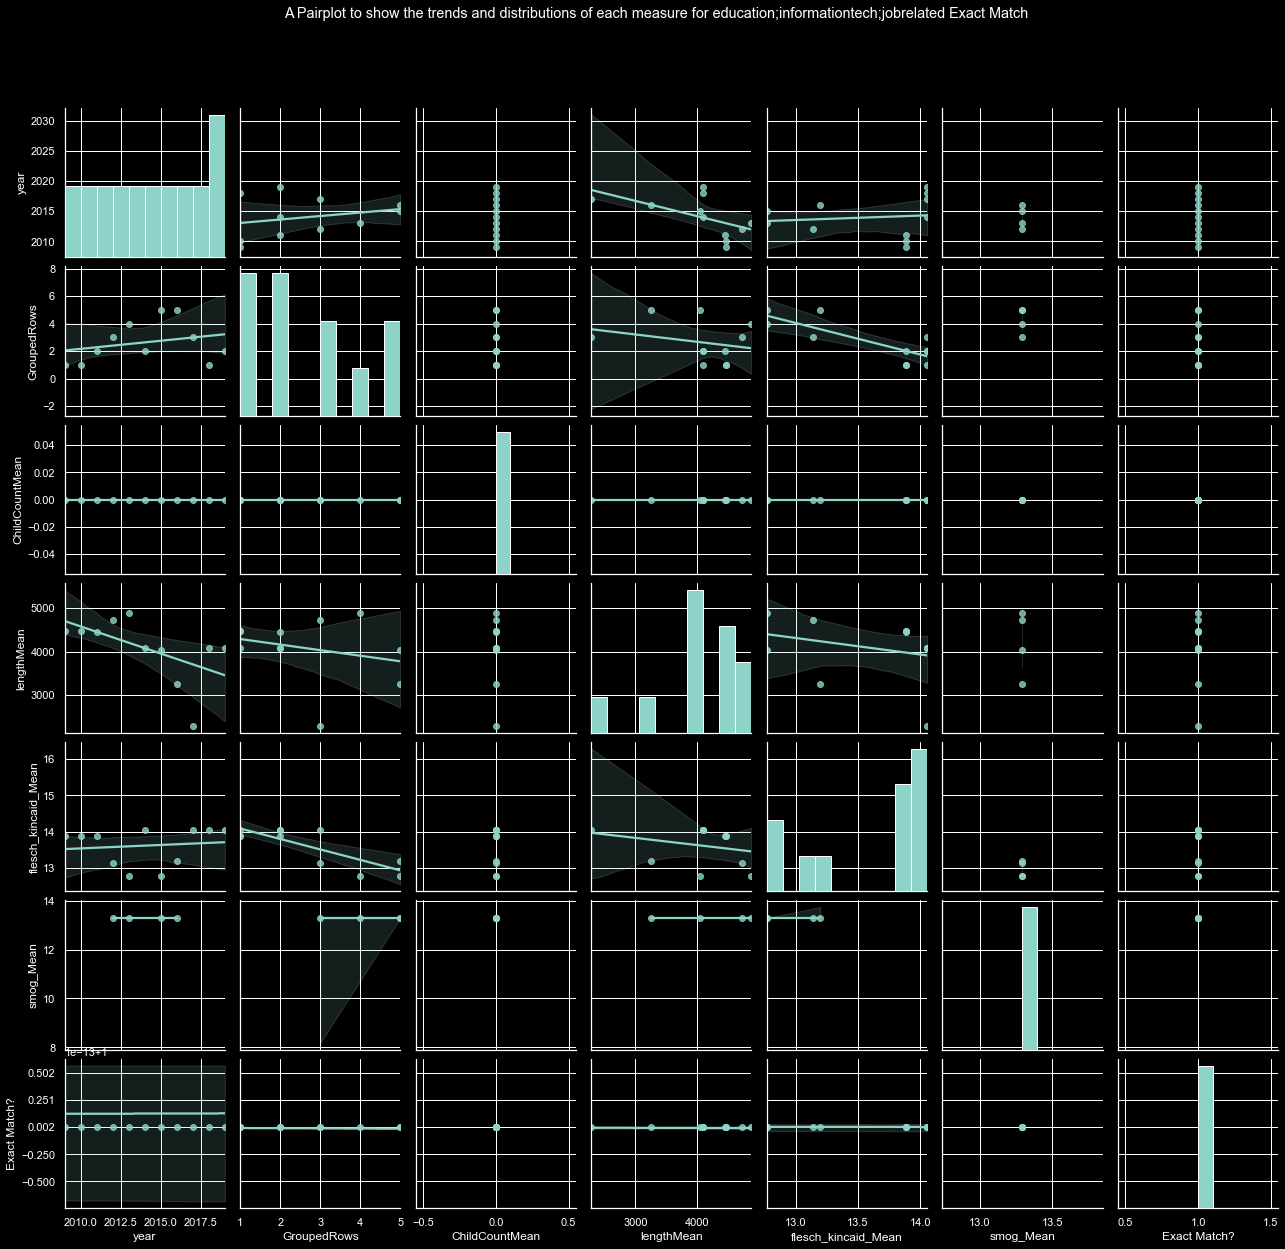 A Pairplot to show the trends and distributions of each measure for education;informationtech;jobrelated Exact Match
2030
2025
2020
2015
2010
year
8
6
4
2
0
−2
GroupedRows
0.04
0.02
0.00
−0.02
−0.04
ChildCountMean
5000
4000
3000
lengthMean
16
15
14
13
flesch_kincaid_Mean
14
12
10
8
smog_Mean
1e−13+1
0.502
0.251
0.002
−0.250
−0.500
Exact Match?
2010.0 2012.5 2015.0 2017.5 1 2 3 4 5 −0.5 0.0 0.5 3000 4000 13.0 13.5 14.0 13.0 13.5 0.5 1.0 1.5
year GroupedRows ChildCountMean lengthMean flesch_kincaid_Mean smog_Mean Exact Match?